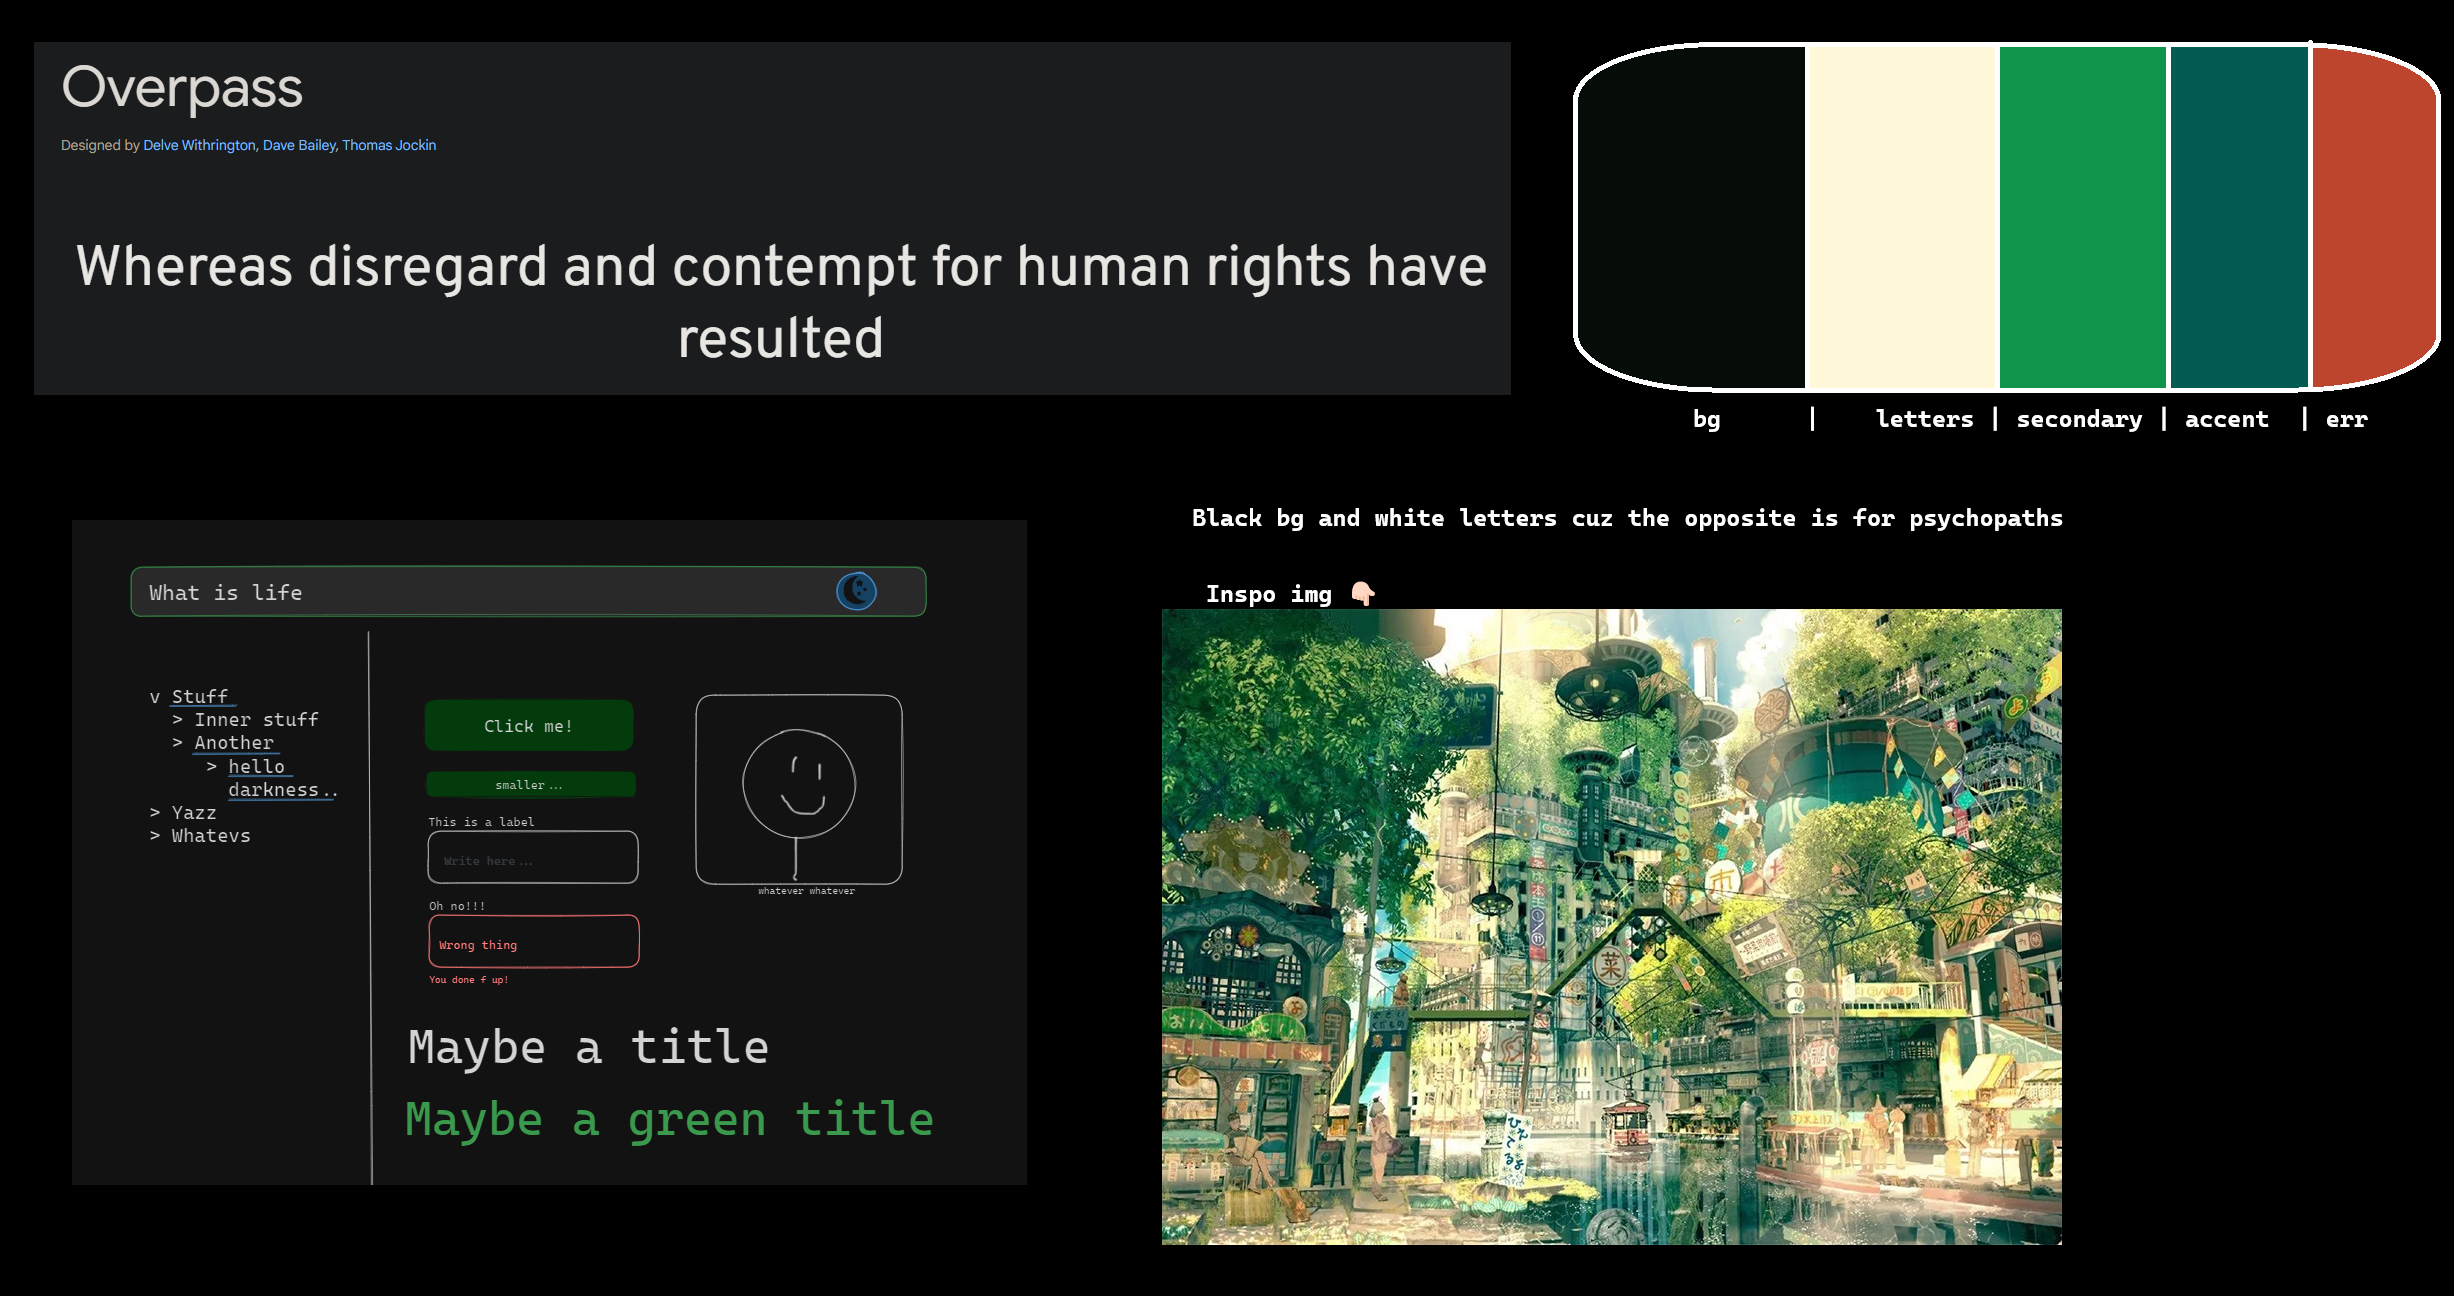 Overpass
Designed by Delve Withrington, Dave Bailey, Thomas Jockin
Whereas disregard and contempt for human rights have
resulted
bg | letters | secondary | accent | err
Black bg and white letters cuz the opposite is for psychopaths
Inspo img 👇🏻
What is life
v Stuff
> Inner stuff
> Another
> hello
darkness..
> Yazz
> Whatevs
Click me!
smaller...
This is a label
Write here...
Oh no!!!
Wrong thing
You done f up!
whatever whatever
Maybe a title
Maybe a green title
市
菜